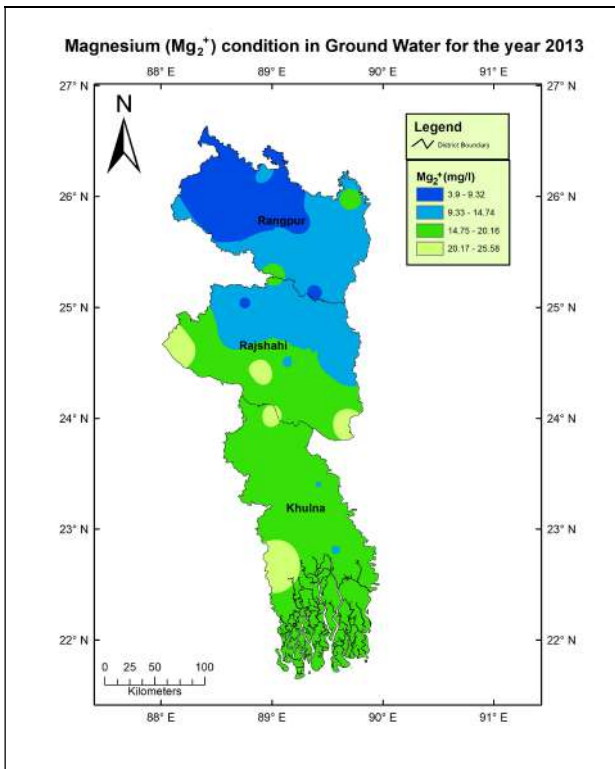 Magnesium (Mg₂⁺) condition in Ground Water for the year 2013
88° E 89° E 90° E 91° E
27° N 27° N
N
Legend
District Boundary
Mg₂⁺(mg/l)
3.9 - 9.32
9.33 - 14.74
14.75 - 20.16
20.17 - 25.58
26° N 26° N
Rangpur
25° N 25° N
Rajshahi
24° N 24° N
Khulna
23° N 23° N
22° N 22° N
0 25 50 100
Kilometers
88° E 89° E 90° E 91° E